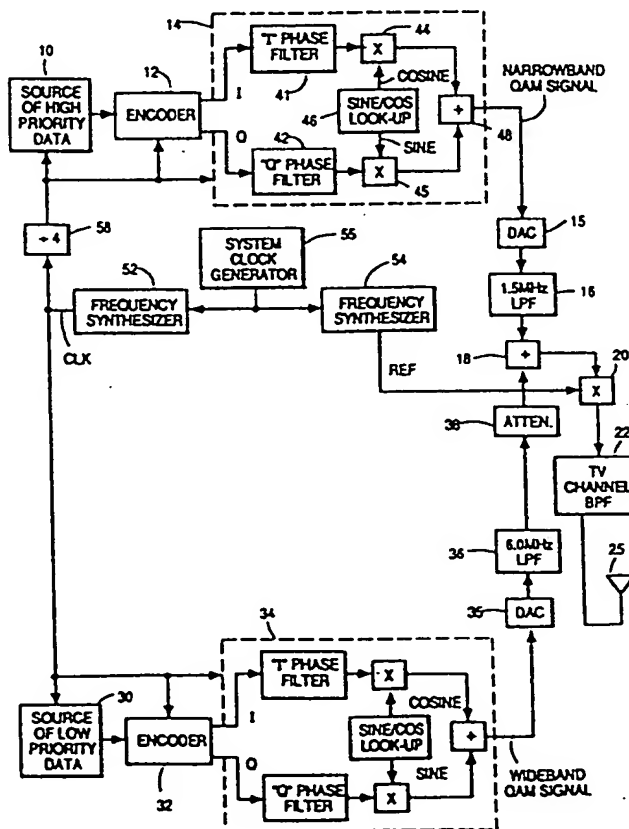 14
10
SOURCE
OF HIGH
PRIORITY
DATA
12
ENCODER
I
Q
"I" PHASE
FILTER
41
X
44
COSINE
46
SINE/COS
LOOK-UP
SINE
42
"Q" PHASE
FILTER
X
45
+
48
NARROWBAND
QAM SIGNAL
÷ 4
58
52
FREQUENCY
SYNTHESIZER
CLK
SYSTEM
CLOCK
GENERATOR
55
54
FREQUENCY
SYNTHESIZER
REF
DAC
15
1.5MHz
LPF
16
18
+
20
X
38
ATTEN.
22
TV
CHANNEL
BPF
25
36
6.0MHz
LPF
35
DAC
34
30
SOURCE
OF LOW
PRIORITY
DATA
ENCODER
32
I
Q
"I" PHASE
FILTER
X
COSINE
SINE/COS
LOOK-UP
SINE
"Q" PHASE
FILTER
X
+
WIDEBAND
QAM SIGNAL